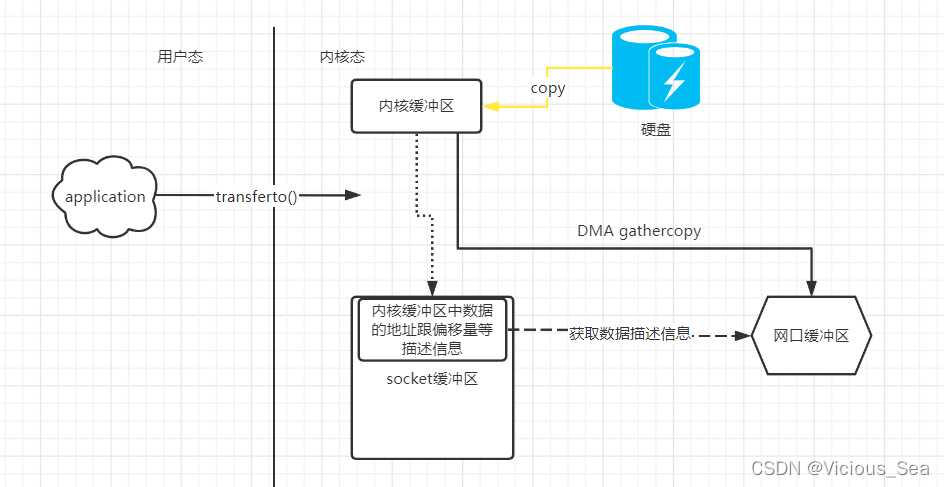 用户态
内核态
copy
内核缓冲区
硬盘
application
transferto()
DMA gathercopy
内核缓冲区中数据
的地址跟偏移量等
描述信息
获取数据描述信息
网口缓冲区
socket缓冲区
CSDN @Vicious_Sea